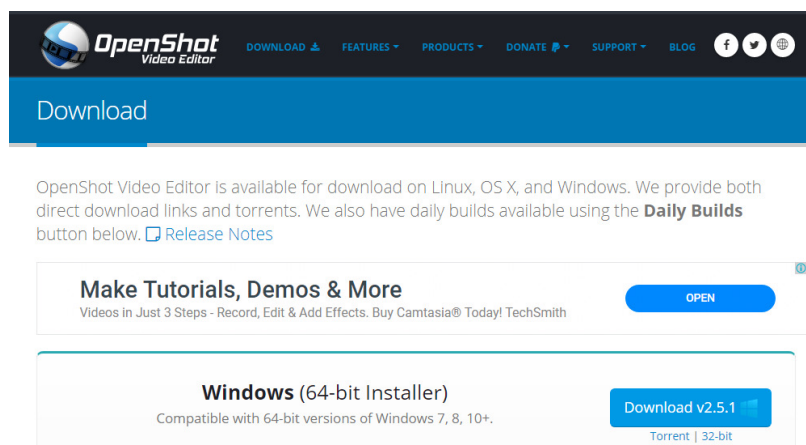 OpenShot
Video Editor
DOWNLOAD FEATURES PRODUCTS DONATE SUPPORT BLOG
Download
OpenShot Video Editor is available for download on Linux, OS X, and Windows. We provide both
direct download links and torrents. We also have daily builds available using the Daily Builds
button below. Release Notes
Make Tutorials, Demos & More
Videos in Just 3 Steps - Record, Edit & Add Effects. Buy Camtasia® Today! TechSmith
OPEN
Windows (64-bit Installer)
Compatible with 64-bit versions of Windows 7, 8, 10+.
Download v2.5.1
Torrent | 32-bit